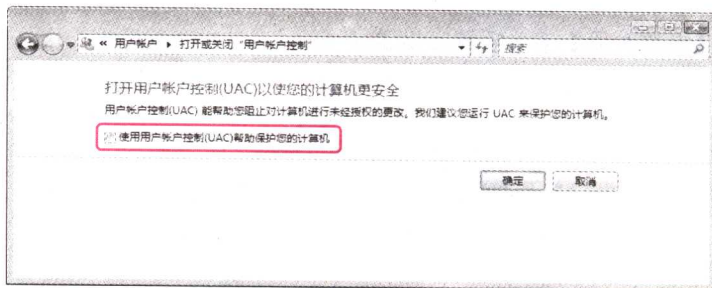 « 用户帐户 ▸ 打开或关闭“用户帐户控制”
搜索
打开用户帐户控制(UAC)以使您的计算机更安全
用户帐户控制(UAC) 能帮助您阻止对计算机进行未经授权的更改。我们建议您运行 UAC 来保护您的计算机。
使用用户帐户控制(UAC)帮助保护您的计算机
确定
取消